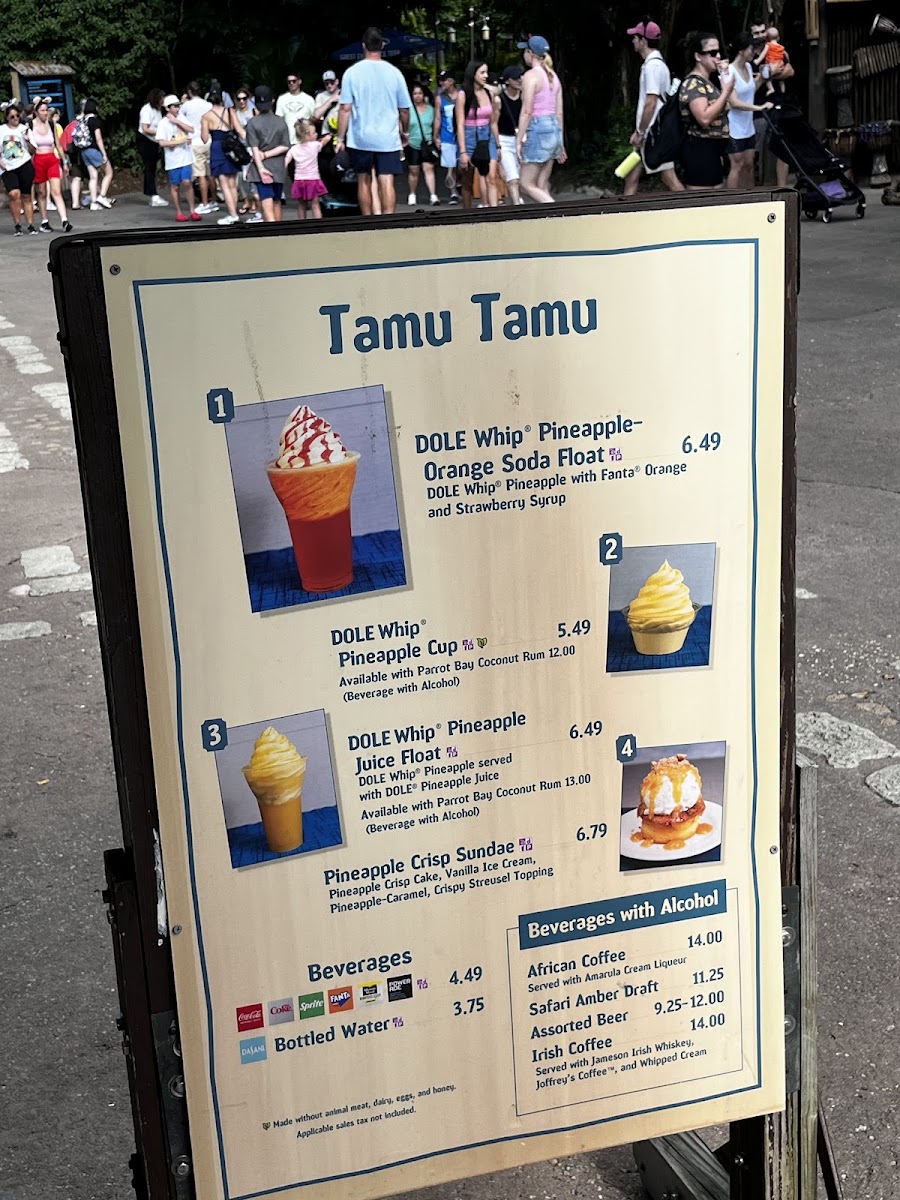 Tamu Tamu
1
DOLE Whip® Pineapple-
Orange Soda Float
6.49
DOLE Whip® Pineapple with Fanta® Orange
and Strawberry Syrup
2
DOLE Whip®
Pineapple Cup
5.49
Available with Parrot Bay Coconut Rum 12.00
(Beverage with Alcohol)
3
DOLE Whip® Pineapple
Juice Float
6.49
DOLE Whip® Pineapple served
with DOLE® Pineapple Juice
Available with Parrot Bay Coconut Rum 13.00
(Beverage with Alcohol)
4
Pineapple Crisp Sundae
6.79
Pineapple Crisp Cake, Vanilla Ice Cream,
Pineapple-Caramel, Crispy Streusel Topping
Beverages
4.49
Coca-Cola
Coke
Sprite
FANTA
POWERADE
DASANI
Bottled Water
3.75
Beverages with Alcohol
African Coffee
14.00
Served with Amarula Cream Liqueur
Safari Amber Draft
11.25
Assorted Beer
9.25-12.00
Irish Coffee
14.00
Served with Jameson Irish Whiskey,
Joffrey's Coffee™, and Whipped Cream
Made without animal meat, dairy, eggs, and honey.
Applicable sales tax not included.